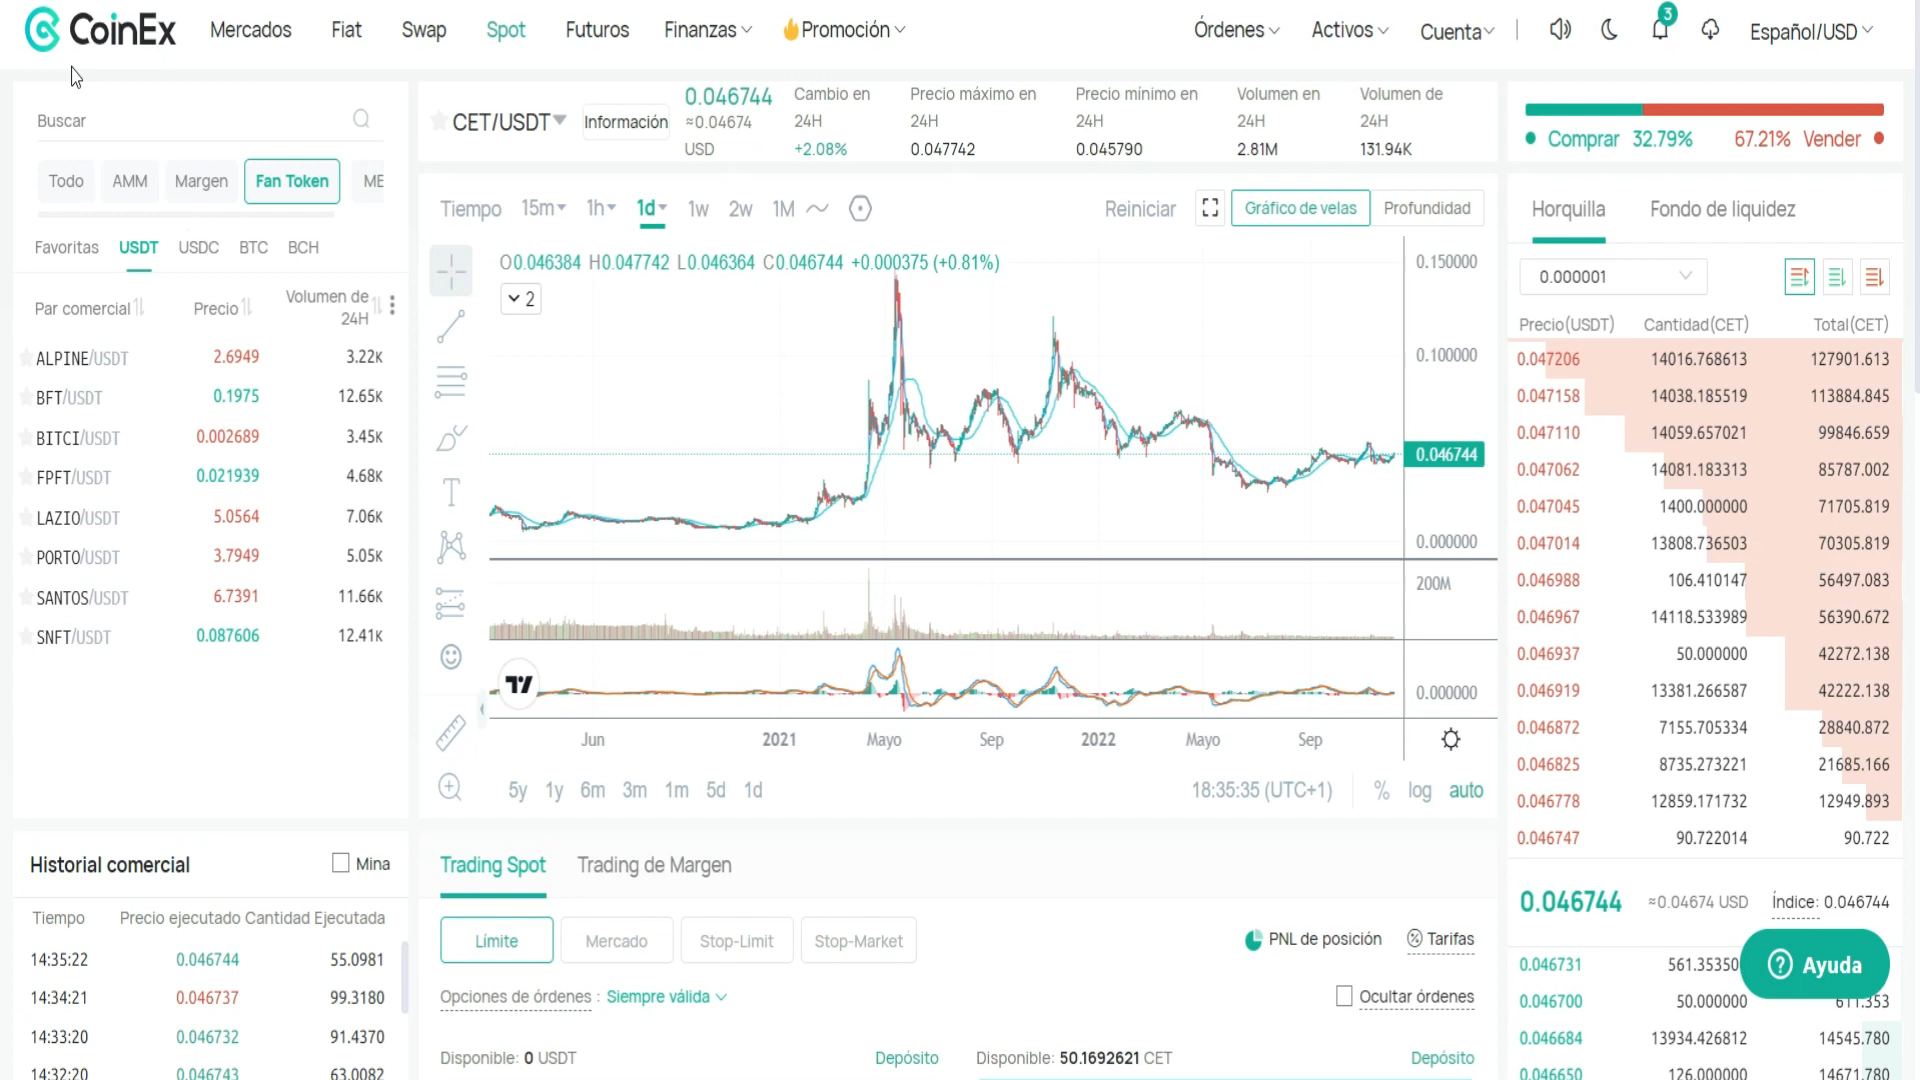 CoinEx Mercados Fiat Swap Spot Futuros Finanzas Promoción Órdenes Activos Cuenta 3 Español/USD
Buscar
Todo AMM Margen Fan Token ME
Favoritas USDT USDC BTC BCH
Par comercial Precio Volumen de 24H
ALPINE/USDT 2.6949 3.22K
BFT/USDT 0.1975 12.65K
BITCI/USDT 0.002689 3.45K
FPFT/USDT 0.021939 4.68K
LAZIO/USDT 5.0564 7.06K
PORTO/USDT 3.7949 5.05K
SANTOS/USDT 6.7391 11.66K
SNFT/USDT 0.087606 12.41K
Historial comercial Mina
Tiempo Precio ejecutado Cantidad Ejecutada
14:35:22 0.046744 55.0981
14:34:21 0.046737 99.3180
14:33:20 0.046732 91.4370
14:32:20 0.046743 63.0082
CET/USDT Información
0.046744
≈0.04674
USD
Cambio en
24H
+2.08%
Precio máximo en
24H
0.047742
Precio mínimo en
24H
0.045790
Volumen en
24H
2.81M
Volumen de
24H
131.94K
Tiempo 15m 1h 1d 1w 2w 1M Reiniciar Gráfico de velas Profundidad
O0.046384 H0.047742 L0.046364 C0.046744 +0.000375 (+0.81%)
2
T
0.150000
0.100000
0.046744
0.000000
200M
0.000000
Jun 2021 Mayo Sep 2022 Mayo Sep
5y 1y 6m 3m 1m 5d 1d 18:35:35 (UTC+1) % log auto
Trading Spot Trading de Margen
Límite Mercado Stop-Limit Stop-Market PNL de posición Tarifas
Opciones de órdenes : Siempre válida Ocultar órdenes
Disponible: 0 USDT Depósito Disponible: 50.1692621 CET Depósito
Comprar 32.79% 67.21% Vender
Horquilla Fondo de liquidez
0.000001
Precio(USDT) Cantidad(CET) Total(CET)
0.047206 14016.768613 127901.613
0.047158 14038.185519 113884.845
0.047110 14059.657021 99846.659
0.047062 14081.183313 85787.002
0.047045 1400.000000 71705.819
0.047014 13808.736503 70305.819
0.046988 106.410147 56497.083
0.046967 14118.533989 56390.672
0.046937 50.000000 42272.138
0.046919 13381.266587 42222.138
0.046872 7155.705334 28840.872
0.046825 8735.273221 21685.166
0.046778 12859.171732 12949.893
0.046747 90.722014 90.722
0.046744 ≈0.04674 USD Índice: 0.046744
0.046731 561.35350
Ayuda
0.046700 50.000000 611.353
0.046684 13934.426812 14545.780
0.046650 126.000000 14671.780